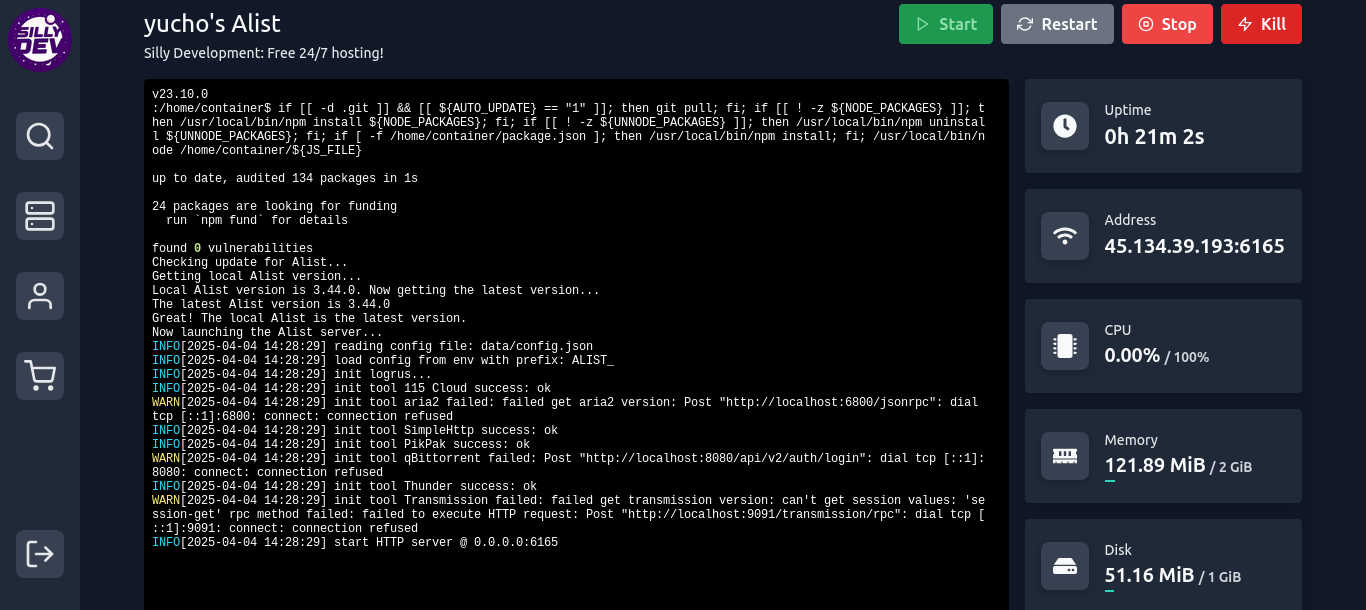 SILLY
DEV
yucho's Alist
Silly Development: Free 24/7 hosting!
Start
Restart
Stop
Kill
v23.10.0
:/home/container$ if [[ -d .git ]] && [[ ${AUTO_UPDATE} == "1" ]]; then git pull; fi; if [[ ! -z ${NODE_PACKAGES} ]]; t
hen /usr/local/bin/npm install ${NODE_PACKAGES}; fi; if [[ ! -z ${UNNODE_PACKAGES} ]]; then /usr/local/bin/npm uninstal
l ${UNNODE_PACKAGES}; fi; if [ -f /home/container/package.json ]; then /usr/local/bin/npm install; fi; /usr/local/bin/n
ode /home/container/${JS_FILE}
up to date, audited 134 packages in 1s
24 packages are looking for funding
run `npm fund` for details
found 0 vulnerabilities
Checking update for Alist...
Getting local Alist version...
Local Alist version is 3.44.0. Now getting the latest version...
The latest Alist version is 3.44.0
Great! The local Alist is the latest version.
Now launching the Alist server...
INFO[2025-04-04 14:28:29] reading config file: data/config.json
INFO[2025-04-04 14:28:29] load config from env with prefix: ALIST_
INFO[2025-04-04 14:28:29] init logrus...
INFO[2025-04-04 14:28:29] init tool 115 Cloud success: ok
WARN[2025-04-04 14:28:29] init tool aria2 failed: failed get aria2 version: Post "http://localhost:6800/jsonrpc": dial
tcp [::1]:6800: connect: connection refused
INFO[2025-04-04 14:28:29] init tool SimpleHttp success: ok
INFO[2025-04-04 14:28:29] init tool PikPak success: ok
WARN[2025-04-04 14:28:29] init tool qBittorrent failed: Post "http://localhost:8080/api/v2/auth/login": dial tcp [::1]:
8080: connect: connection refused
INFO[2025-04-04 14:28:29] init tool Thunder success: ok
WARN[2025-04-04 14:28:29] init tool Transmission failed: failed get transmission version: can't get session values: 'se
ssion-get' rpc method failed: failed to execute HTTP request: Post "http://localhost:9091/transmission/rpc": dial tcp [
::1]:9091: connect: connection refused
INFO[2025-04-04 14:28:29] start HTTP server @ 0.0.0.0:6165
Uptime
0h 21m 2s
Address
45.134.39.193:6165
CPU
0.00% / 100%
Memory
121.89 MiB / 2 GiB
Disk
51.16 MiB / 1 GiB